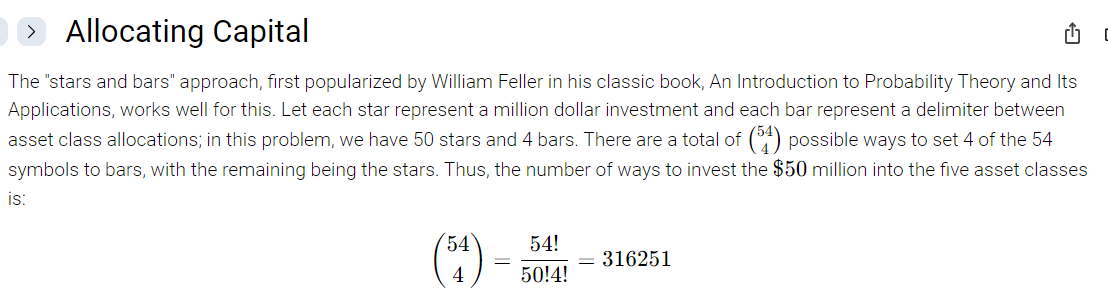 > Allocating Capital
The "stars and bars" approach, first popularized by William Feller in his classic book, An Introduction to Probability Theory and Its
Applications, works well for this. Let each star represent a million dollar investment and each bar represent a delimiter between
asset class allocations; in this problem, we have 50 stars and 4 bars. There are a total of (54 4) possible ways to set 4 of the 54
symbols to bars, with the remaining being the stars. Thus, the number of ways to invest the $50 million into the five asset classes
is:
(54 4) = 54!/50!4! = 316251